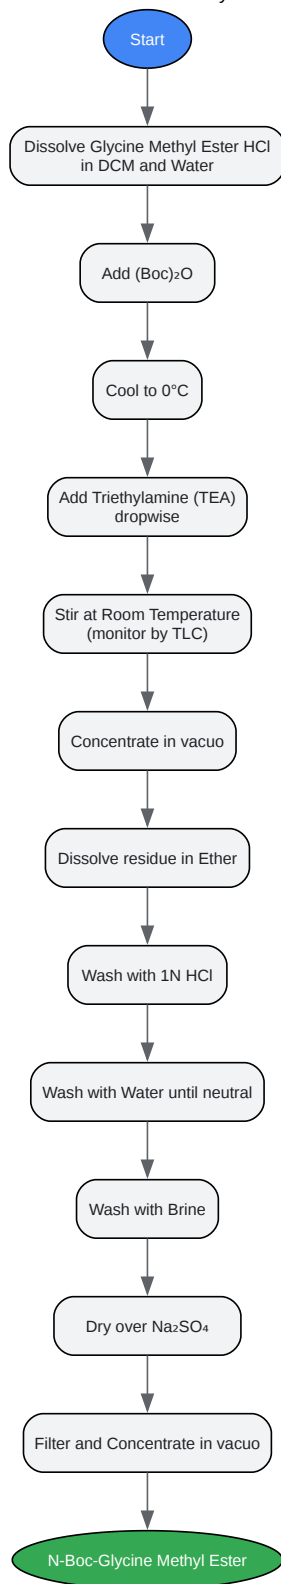 Start
Dissolve Glycine Methyl Ester HCl
in DCM and Water
Add (Boc)₂O
Cool to 0°C
Add Triethylamine (TEA)
dropwise
Stir at Room Temperature
(monitor by TLC)
Concentrate in vacuo
Dissolve residue in Ether
Wash with 1N HCl
Wash with Water until neutral
Wash with Brine
Dry over Na₂SO₄
Filter and Concentrate in vacuo
N-Boc-Glycine Methyl Ester